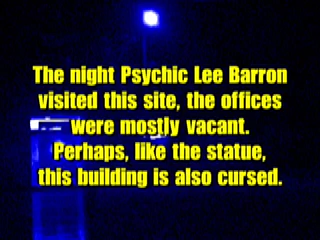 The night Psychic Lee Barron
visited this site, the offices
were mostly vacant.
Perhaps, like the statue,
this building is also cursed.